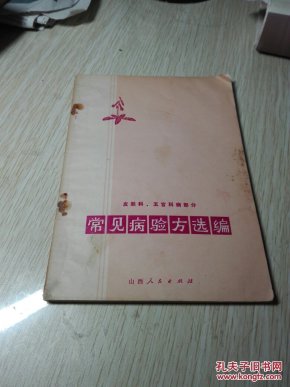 皮肤科、五官科病部分
常见病验方选编
山西人民出版社
孔夫子旧书网